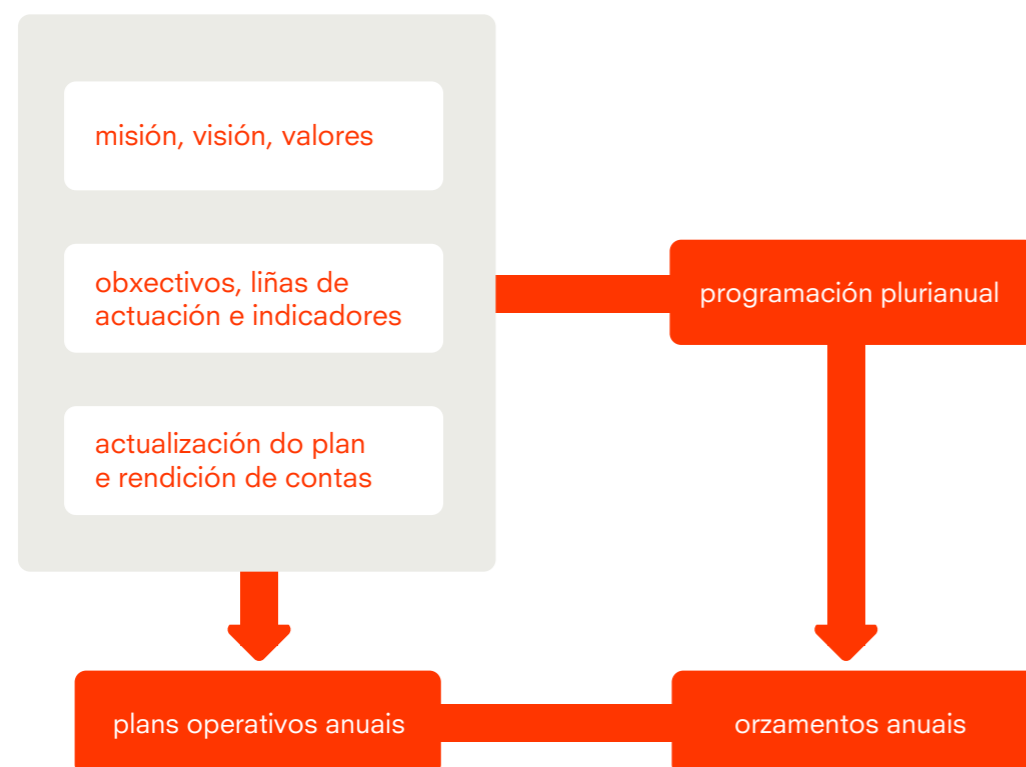 misión, visión, valores
obxectivos, liñas de
actuación e indicadores
programación plurianual
actualización do plan
e rendición de contas
plans operativos anuais
orzamentos anuais